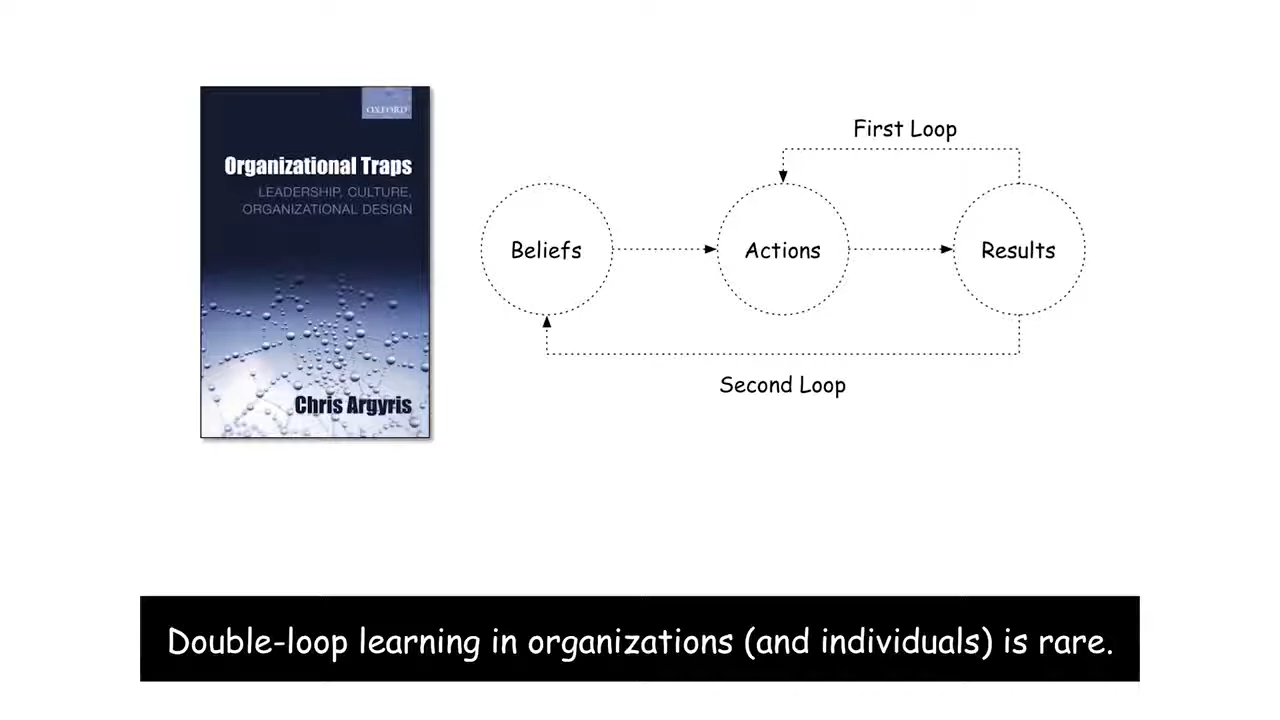 OXFORD
Organizational Traps
LEADERSHIP, CULTURE,
ORGANIZATIONAL DESIGN
Chris Argyris
First Loop
Beliefs
Actions
Results
Second Loop
Double-loop learning in organizations (and individuals) is rare.